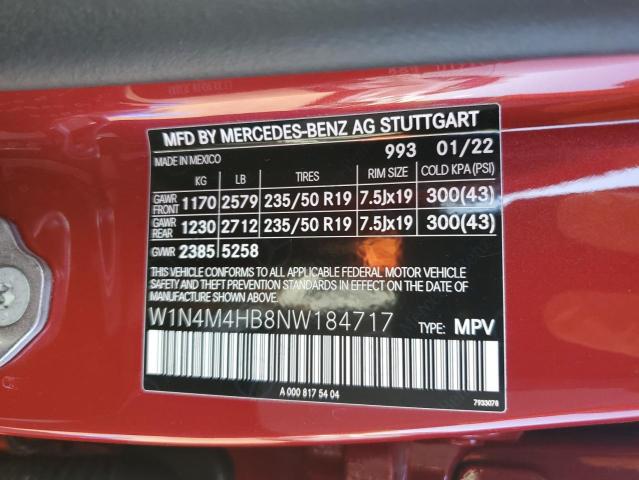 MFD BY MERCEDES-BENZ AG STUTTGART
MADE IN MEXICO 993 01/22
KG LB TIRES RIM SIZE COLD KPA (PSI)
GAWR FRONT 1170 2579 235/50 R19 7.5Jx19 300(43)
GAWR REAR 1230 2712 235/50 R19 7.5Jx19 300(43)
GVWR 2385 5258
THIS VEHICLE CONFORMS TO ALL APPLICABLE FEDERAL MOTOR VEHICLE
SAFETY AND THEFT PREVENTION STANDARDS IN EFFECT ON THE DATE
OF MANUFACTURE SHOWN ABOVE.
W1N4M4HB8NW184717 TYPE: MPV
A 000 817 54 04
7933078